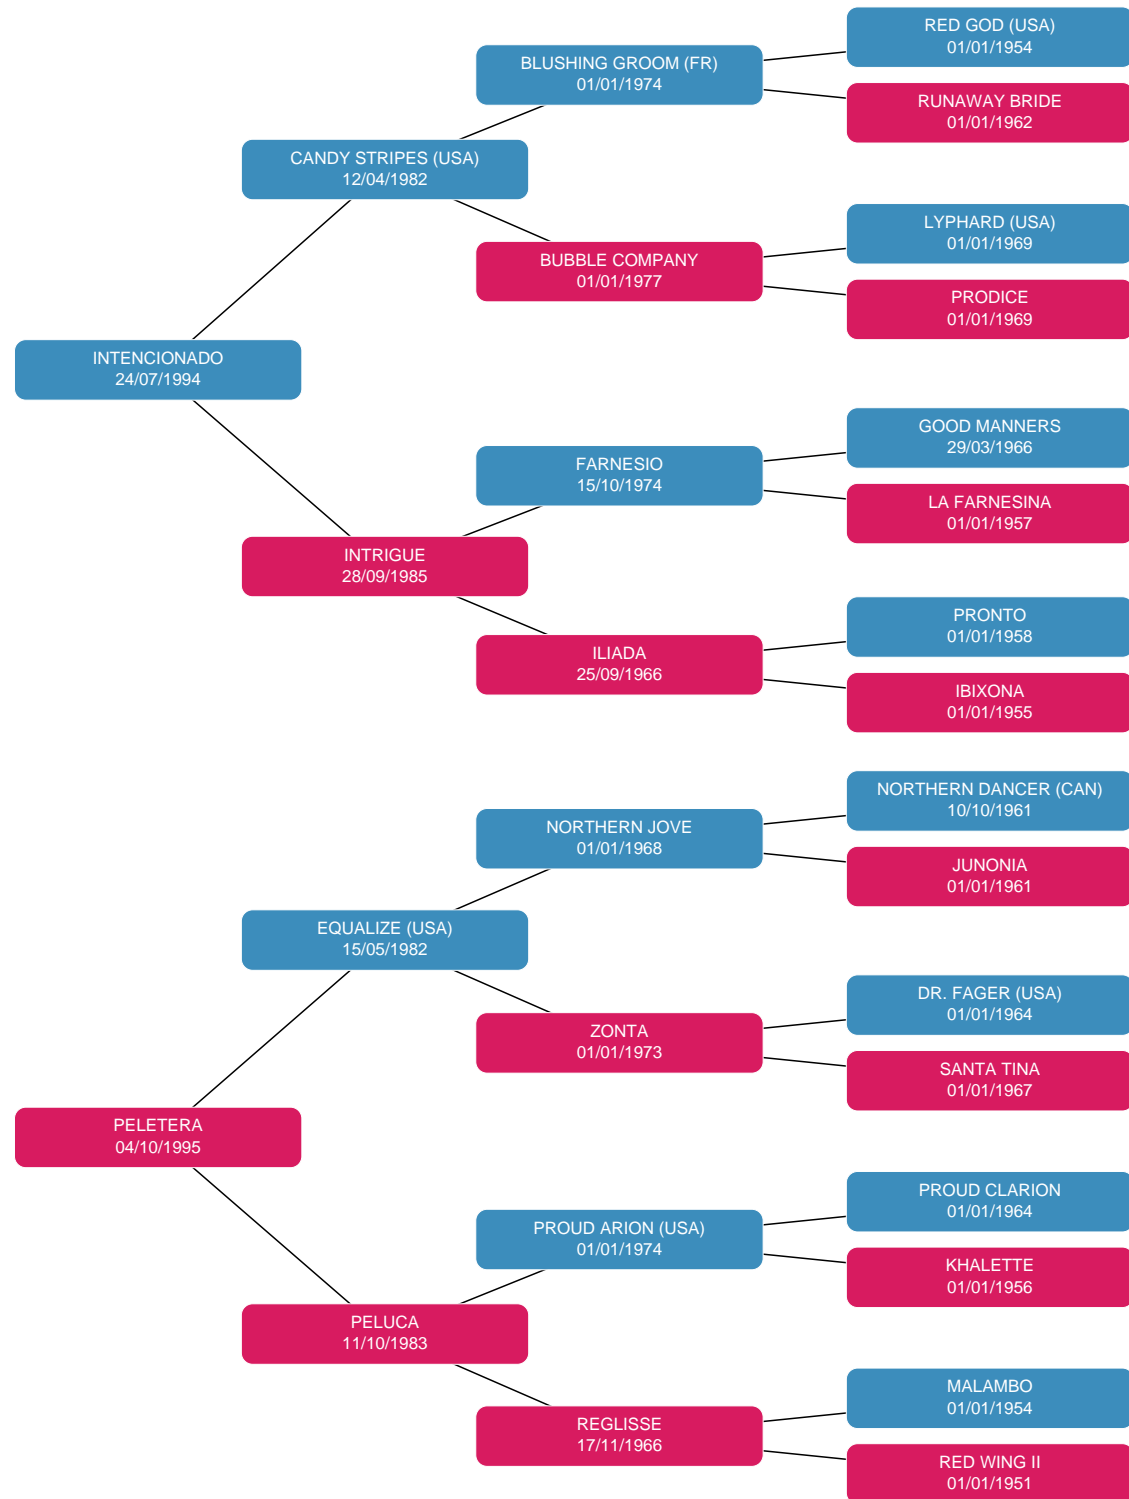 RED GOD (USA)
01/01/1954
BLUSHING GROOM (FR)
01/01/1974
RUNAWAY BRIDE
01/01/1962
CANDY STRIPES (USA)
12/04/1982
LYPHARD (USA)
01/01/1969
BUBBLE COMPANY
01/01/1977
PRODICE
01/01/1969
INTENCIONADO
24/07/1994
GOOD MANNERS
29/03/1966
FARNESIO
15/10/1974
LA FARNESINA
01/01/1957
INTRIGUE
28/09/1985
PRONTO
01/01/1958
ILIADA
25/09/1966
IBIXONA
01/01/1955
NORTHERN DANCER (CAN)
10/10/1961
NORTHERN JOVE
01/01/1968
JUNONIA
01/01/1961
EQUALIZE (USA)
15/05/1982
DR. FAGER (USA)
01/01/1964
ZONTA
01/01/1973
SANTA TINA
01/01/1967
PELETERA
04/10/1995
PROUD CLARION
01/01/1964
PROUD ARION (USA)
01/01/1974
KHALETTE
01/01/1956
PELUCA
11/10/1983
MALAMBO
01/01/1954
REGLISSE
17/11/1966
RED WING II
01/01/1951